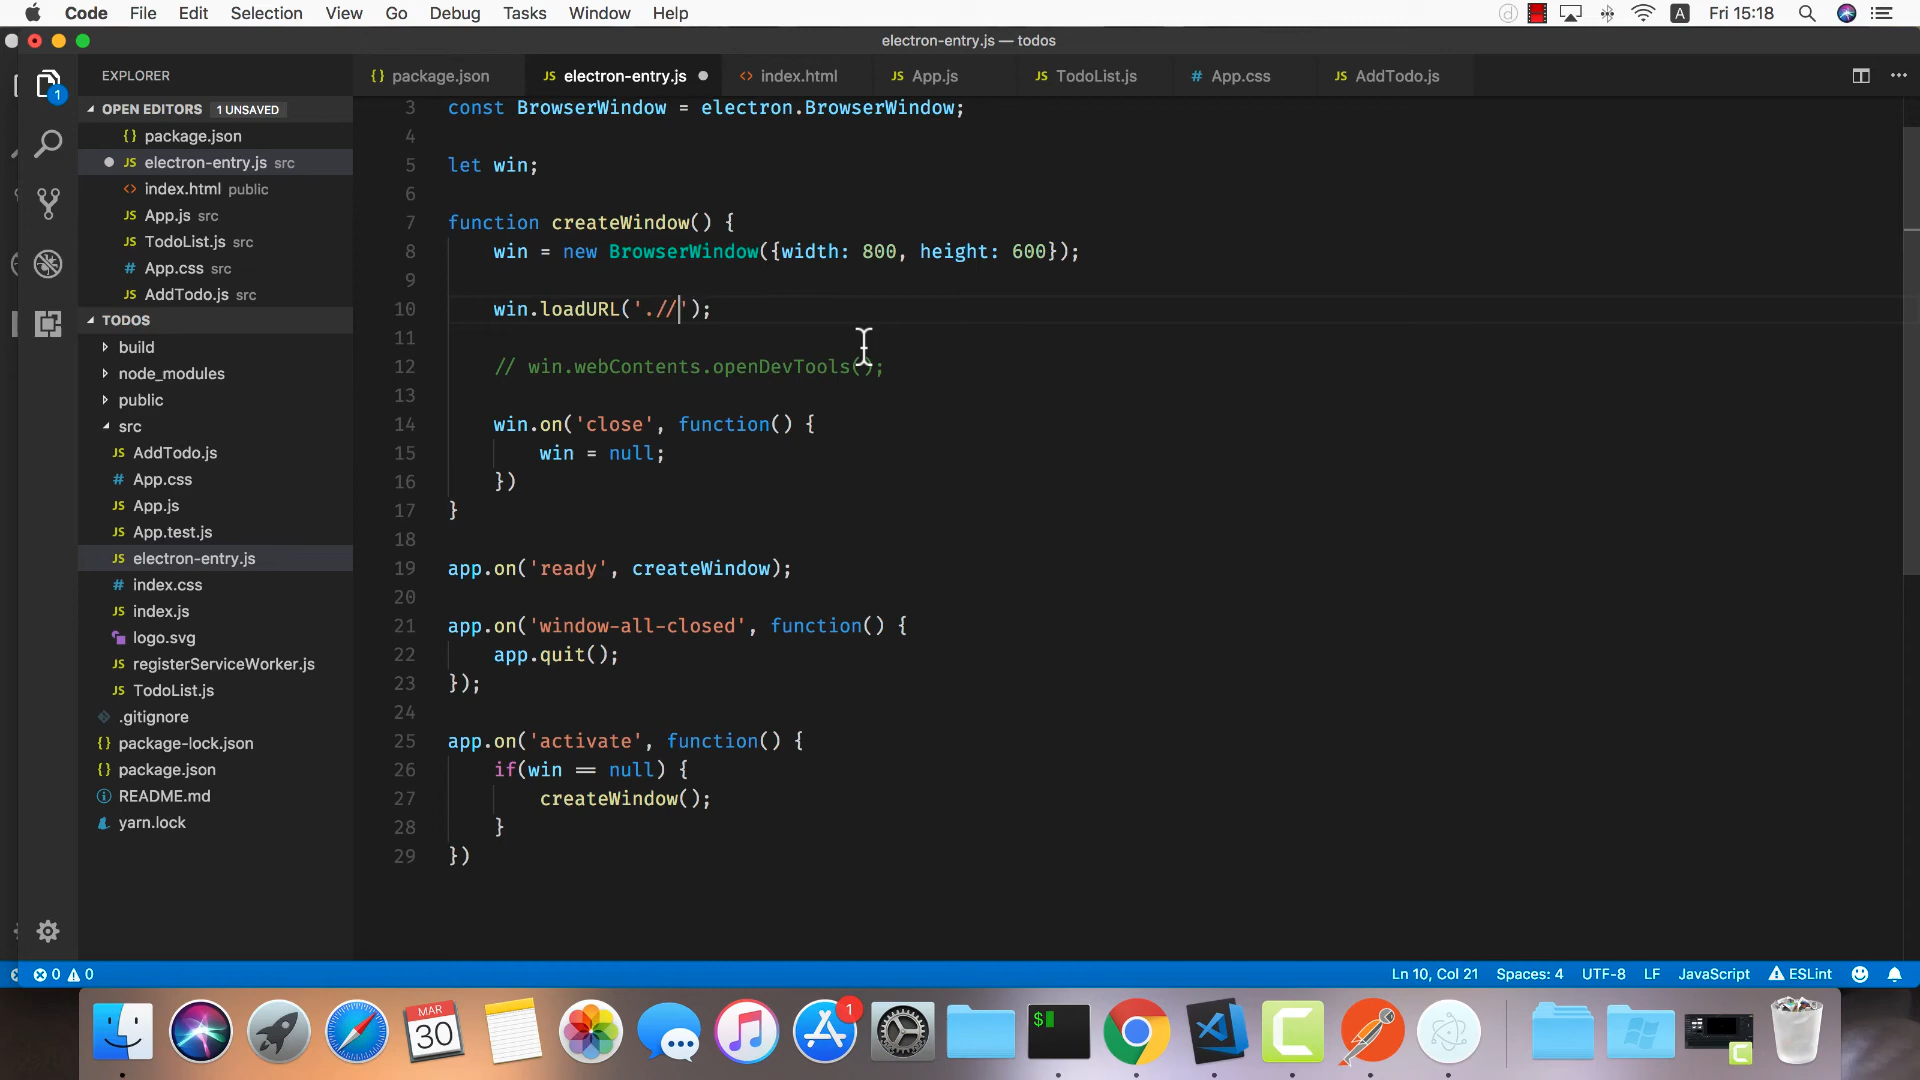 Code File Edit Selection View Go Debug Tasks Window Help
A Fri 15:18
electron-entry.js — todos
EXPLORER
package.json
electron-entry.js
index.html
App.js
TodoList.js
App.css
AddTodo.js
1
OPEN EDITORS 1 UNSAVED
package.json
electron-entry.js src
index.html public
App.js src
TodoList.js src
App.css src
AddTodo.js src
TODOS
build
node_modules
public
src
AddTodo.js
App.css
App.js
App.test.js
electron-entry.js
index.css
index.js
logo.svg
registerServiceWorker.js
TodoList.js
.gitignore
package-lock.json
package.json
README.md
yarn.lock
3 const BrowserWindow = electron.BrowserWindow;
4
5 let win;
6
7 function createWindow() {
8 win = new BrowserWindow({width: 800, height: 600});
9
10 win.loadURL('.//');
11
12 // win.webContents.openDevTools();
13
14 win.on('close', function() {
15 win = null;
16 })
17 }
18
19 app.on('ready', createWindow);
20
21 app.on('window-all-closed', function() {
22 app.quit();
23 });
24
25 app.on('activate', function() {
26 if(win == null) {
27 createWindow();
28 }
29 })
0 0
Ln 10, Col 21 Spaces: 4 UTF-8 LF JavaScript ESLint
MAR
30
1
$